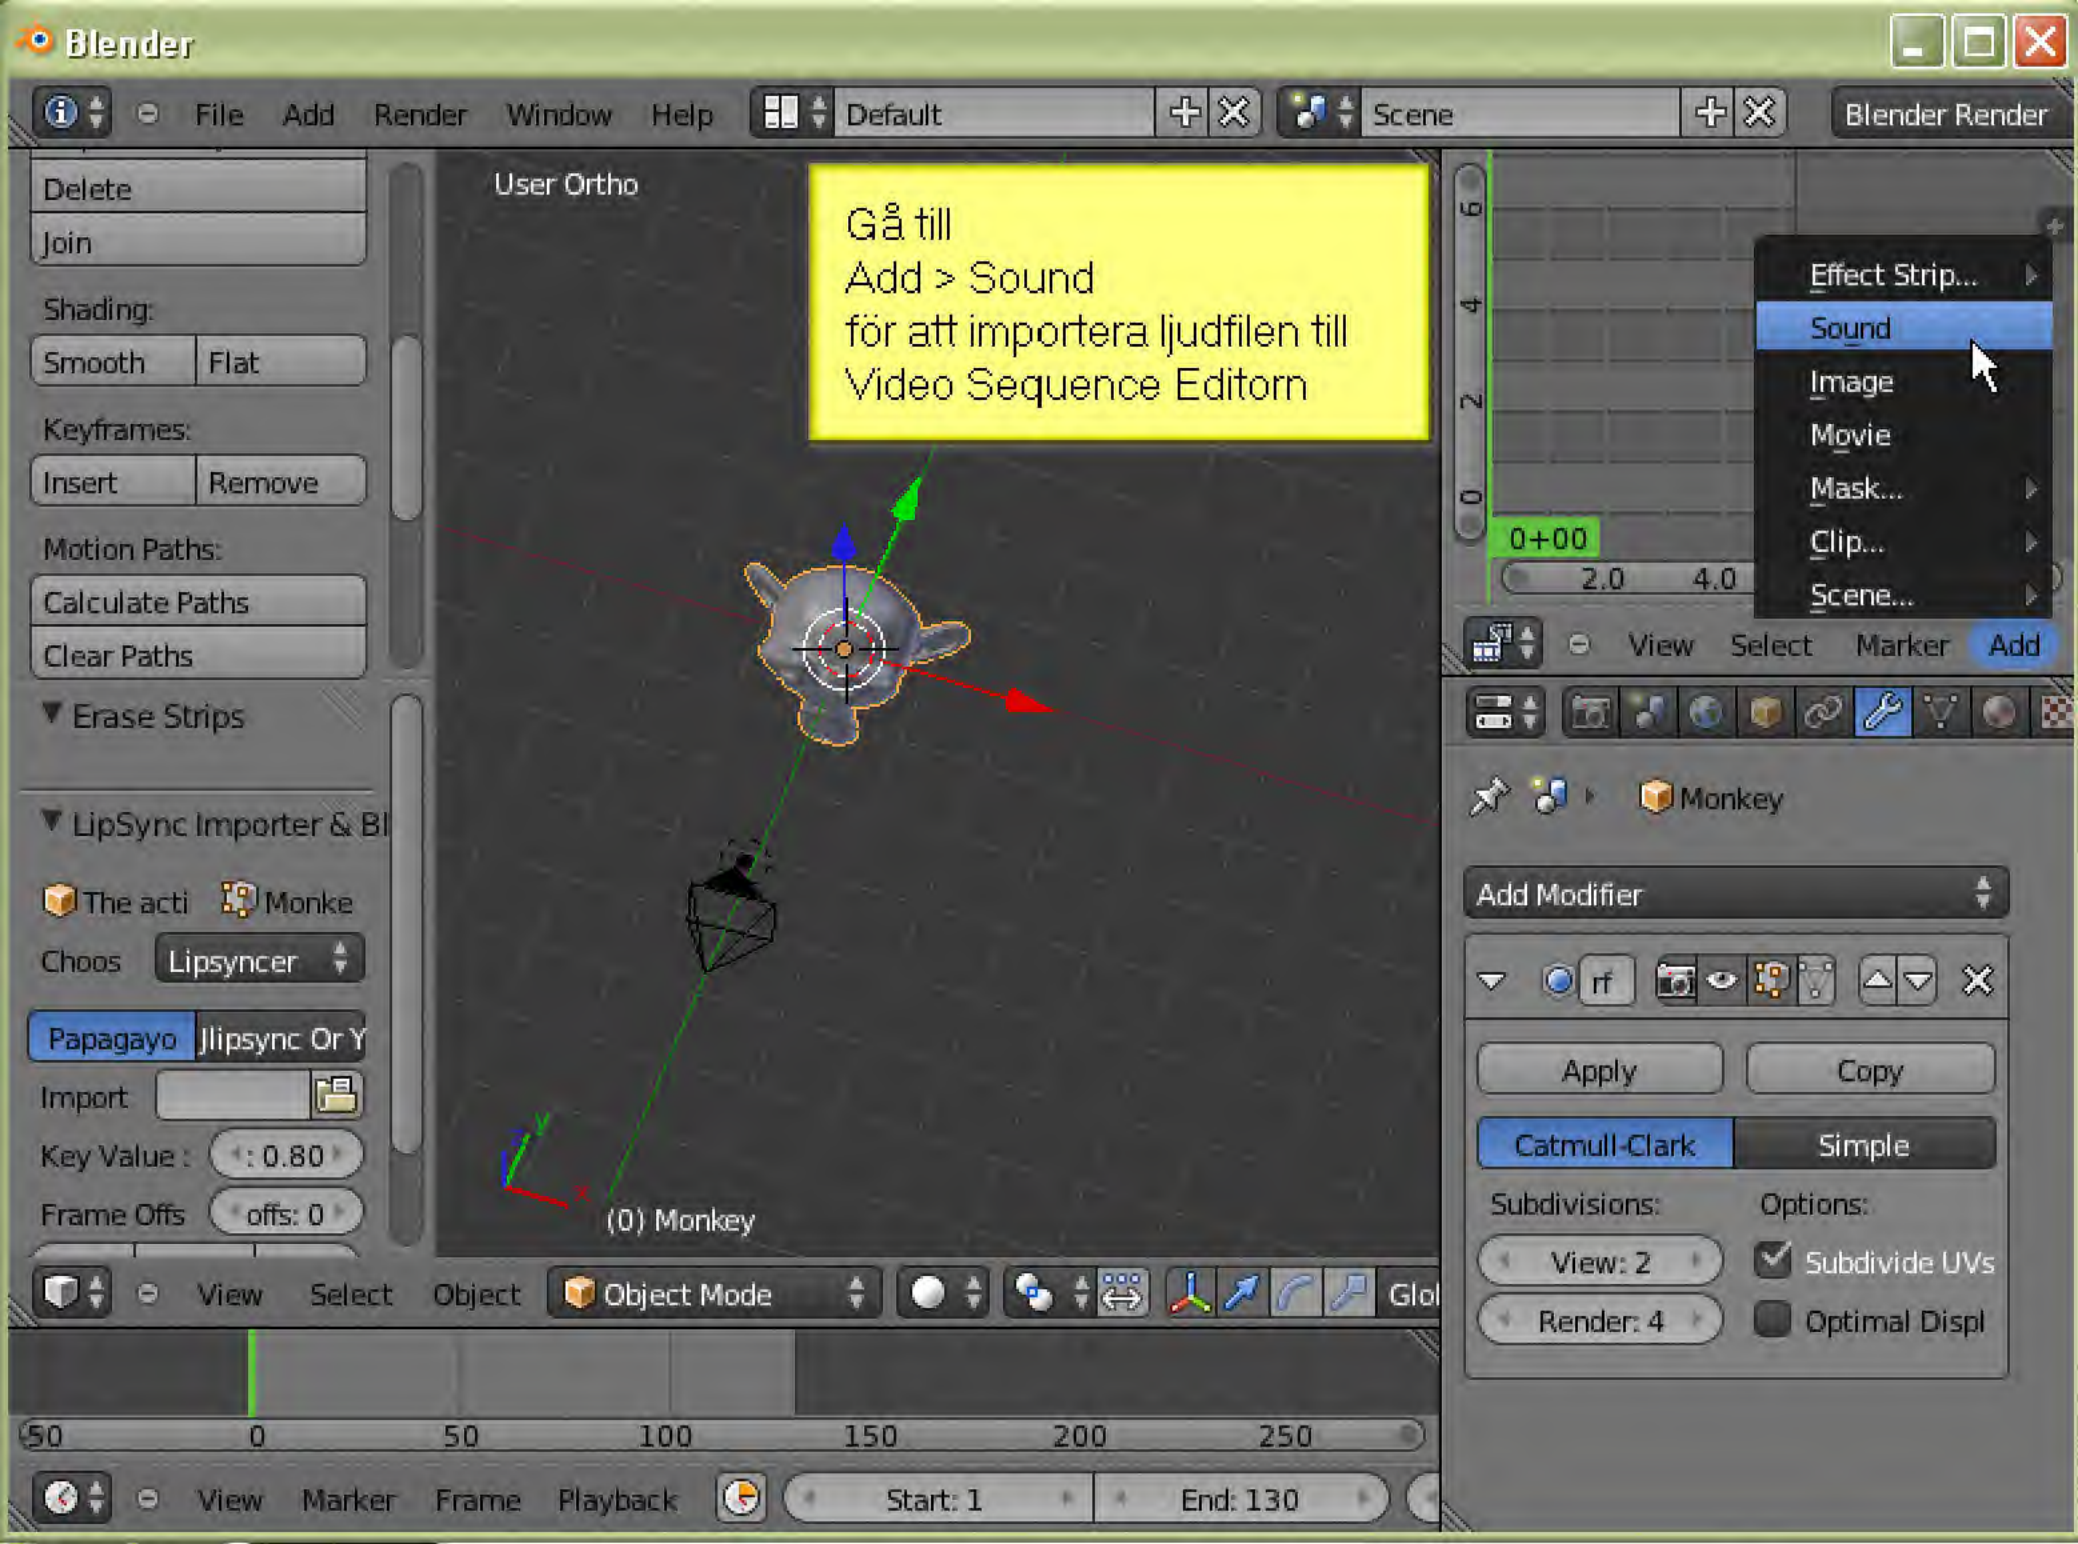 Blender
File Add Render Window Help Default Scene Blender Render
Delete
Join
Shading:
Smooth Flat
Keyframes:
Insert Remove
Motion Paths:
Calculate Paths
Clear Paths
Erase Strips
LipSync Importer & Bl
The acti Monke
Choos Lipsyncer
Papagayo Jlipsync Or Y
Import
Key Value : : 0.80
Frame Offs offs: 0
User Ortho
Gå till
Add > Sound
för att importera ljudfilen till
Video Sequence Editorn
y
x
(0) Monkey
View Select Object Object Mode Glol
6
4
2
0
0+00
2.0 4.0
Effect Strip...
Sound
Image
Movie
Mask...
Clip...
Scene...
View Select Marker Add
Monkey
Add Modifier
rf
Apply Copy
Catmull-Clark Simple
Subdivisions: Options:
View: 2 Subdivide UVs
Render: 4 Optimal Displ
-50 0 50 100 150 200 250
View Marker Frame Playback Start: 1 End: 130